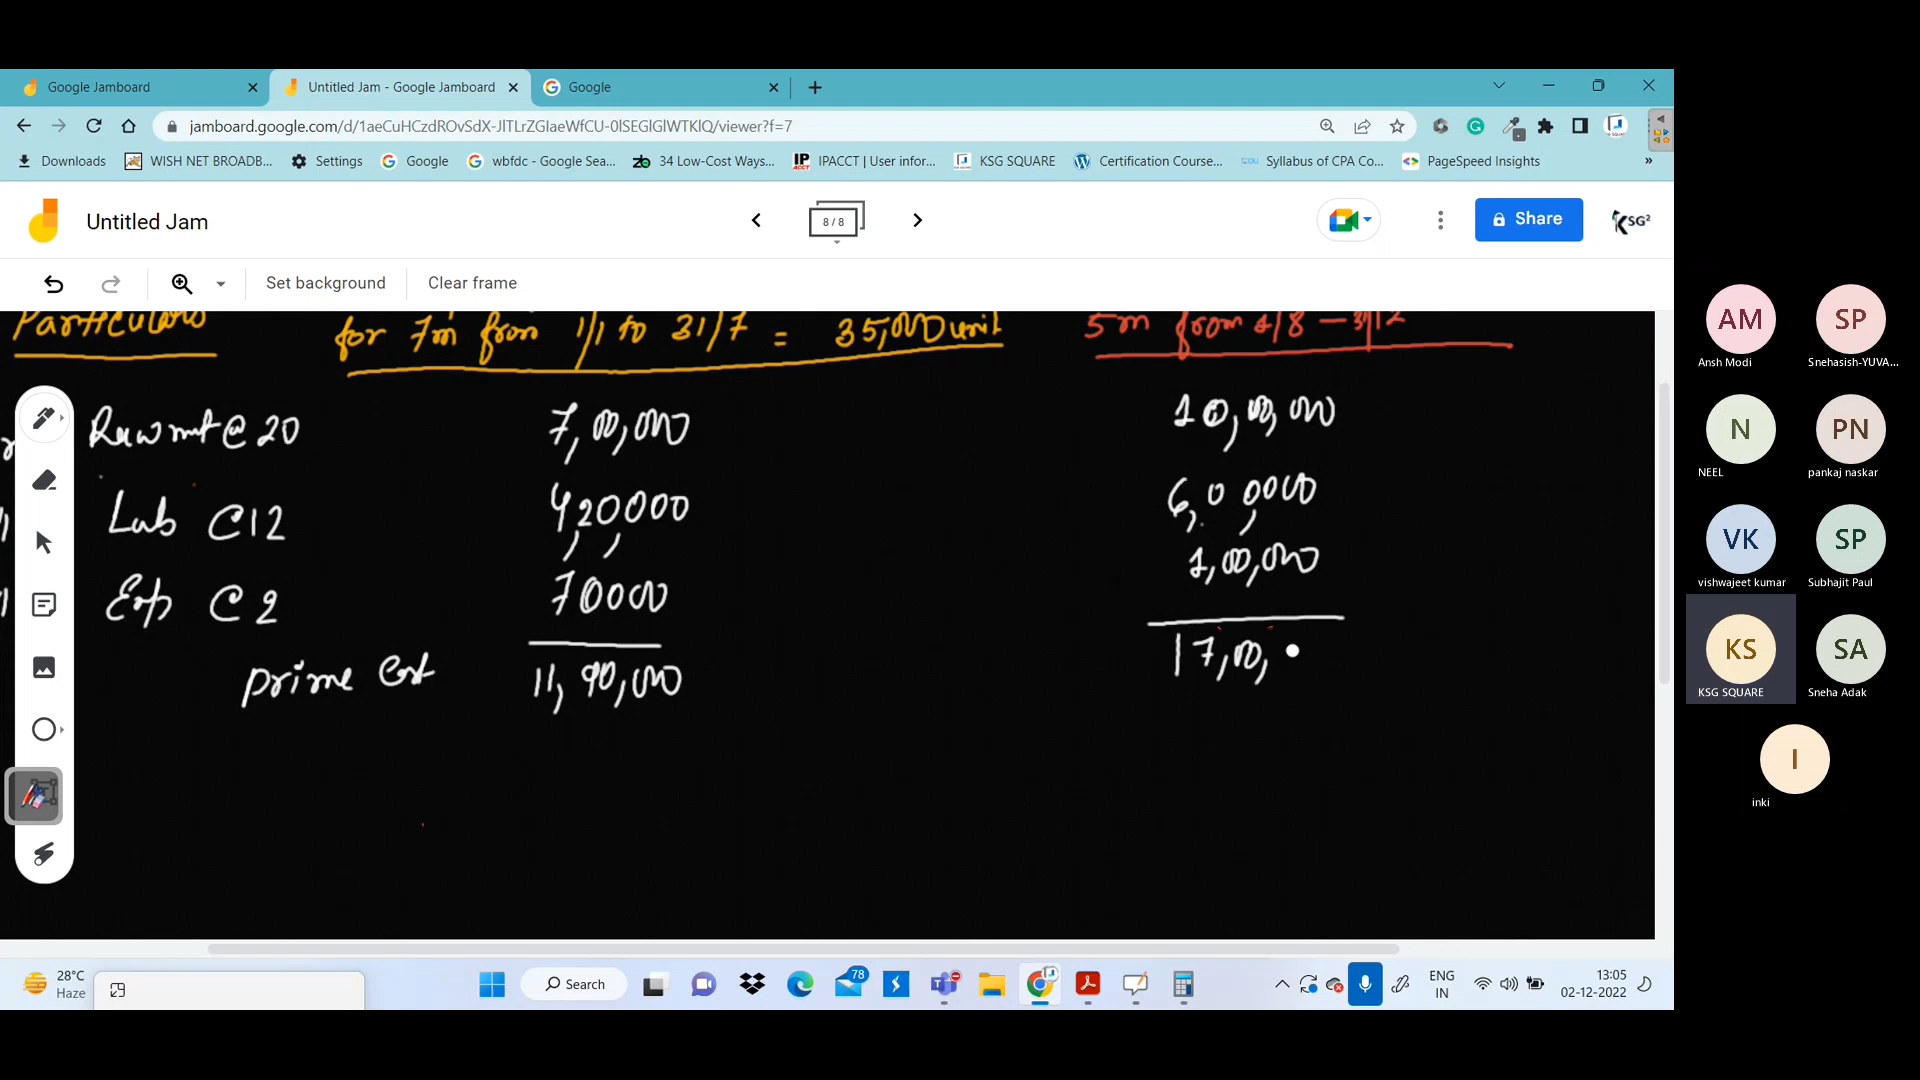 Google Jamboard
Untitled Jam - Google Jamboard
Google
jamboard.google.com/d/1aeCuHCzdROvSdX-JlTLrZGIaeWfCU-0lSEGlGlWTKlQ/viewer?f=7
Downloads
WISH NET BROADB...
Settings
Google
wbfdc - Google Sea...
34 Low-Cost Ways...
IPACCT | User infor...
KSG SQUARE
Certification Course...
Syllabus of CPA Co...
PageSpeed Insights
»
Untitled Jam
8 / 8
Share
KSG²
Set background
Clear frame
Particulars for 7m from 1/1 to 31/7 = 35,000 unit 5m from 1/8 — 31/12
Raw mat @ 20 7,00,000 10,00,000
Lab @ 12 4,20,000 6,00,000
Exp @ 2 70000 1,00,000
prime Cost 11,90,000 17,00,
AM
Ansh Modi
SP
Snehasish-YUVA...
N
NEEL
PN
pankaj naskar
VK
vishwajeet kumar
SP
Subhajit Paul
KS
KSG SQUARE
SA
Sneha Adak
I
inki
28°C
Haze
Search
78
ENG
IN
13:05
02-12-2022